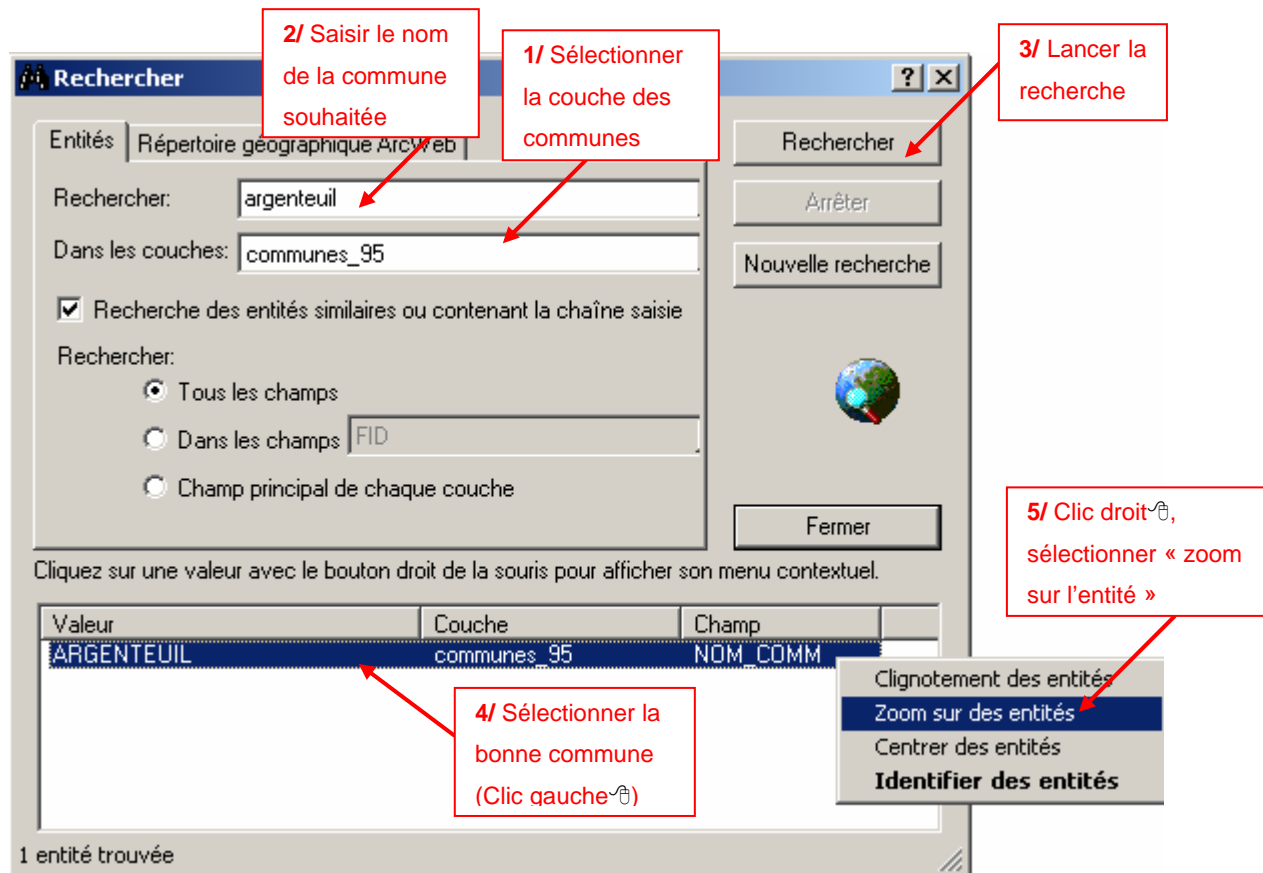 2/ Saisir le nom
de la commune
souhaitée
1/ Sélectionner
la couche des
communes
3/ Lancer la
recherche
Rechercher
Entités
Répertoire géographique ArcWeb
Rechercher
Rechercher:
argenteuil
Arrêter
Dans les couches:
communes_95
Nouvelle recherche
Recherche des entités similaires ou contenant la chaîne saisie
Rechercher:
Tous les champs
Dans les champs
FID
Champ principal de chaque couche
Fermer
5/ Clic droit,
sélectionner « zoom
sur l’entité »
Cliquez sur une valeur avec le bouton droit de la souris pour afficher son menu contextuel.
Valeur Couche Champ
ARGENTEUIL communes_95 NOM_COMM
Clignotement des entités
Zoom sur des entités
Centrer des entités
Identifier des entités
4/ Sélectionner la
bonne commune
(Clic gauche)
1 entité trouvée